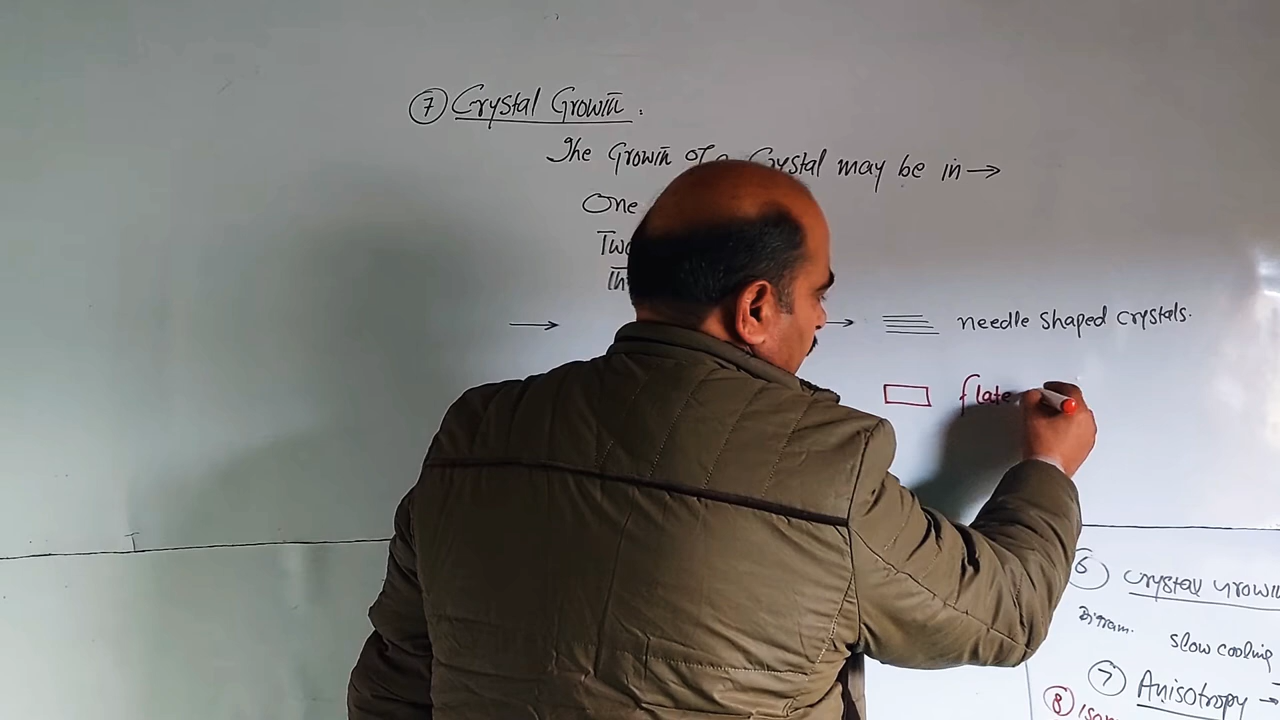 ⑦ Crystal Growth.
The Growth of a Crystal may be in →
One
Two
→ → needle shaped crystals.
flate
⑥ Crystal Growth
Digram.
Slow cooling
⑦ Anisotropy →
⑧